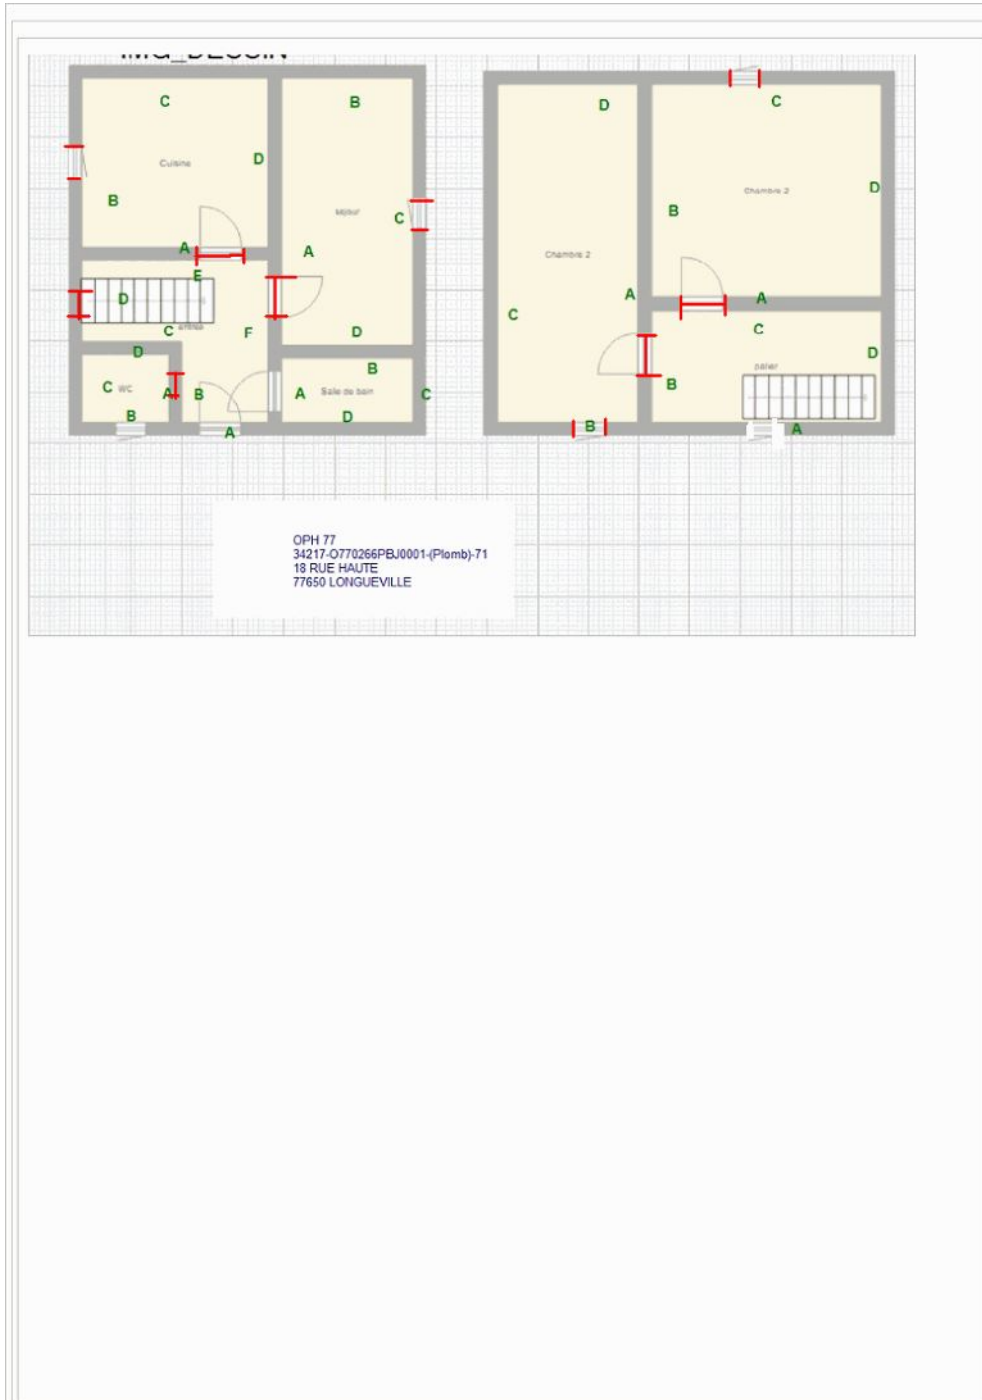 IMG_DESSIN
C
B
Cuisine
D
B
séjour
C
A
A
E
D
entrée
C
F
D
D
B
C
WC
A
B
A
Salle de bain
C
B
D
A
D
C
Chambre 2
D
B
Chambre 2
A
A
C
C
D
palier
B
B
A
OPH 77
34217-O770266PBJ0001-(Plomb)-71
18 RUE HAUTE
77650 LONGUEVILLE